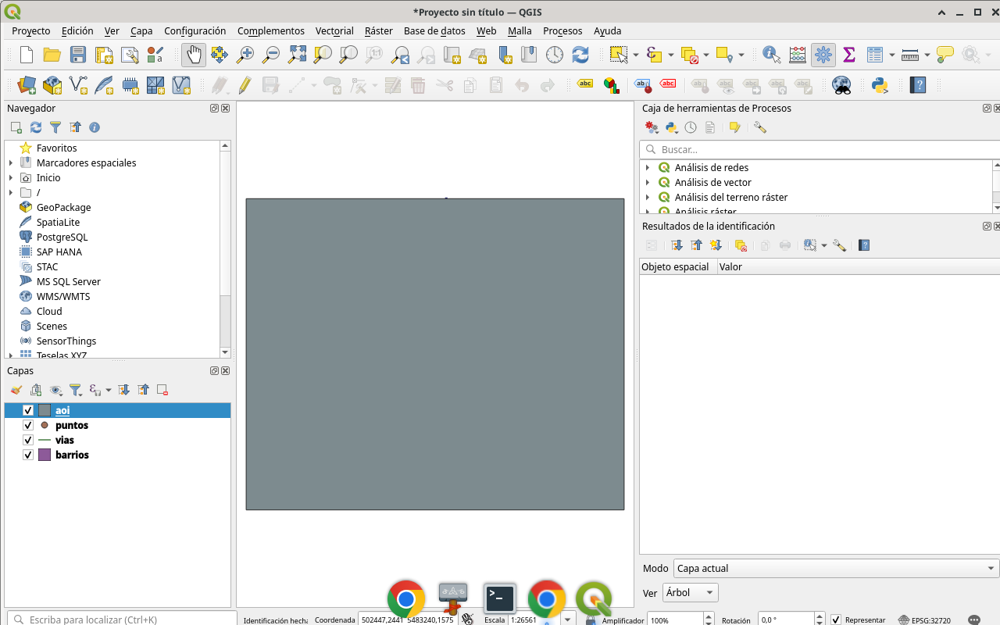 *Proyecto sin título — QGIS
Proyecto Edición Ver Capa Configuración Complementos Vectorial Ráster Base de datos Web Malla Procesos Ayuda
Navegador
Favoritos
Marcadores espaciales
Inicio
/
GeoPackage
SpatiaLite
PostgreSQL
SAP HANA
STAC
MS SQL Server
WMS/WMTS
Cloud
Scenes
SensorThings
Teselas XYZ
Capas
aoi
puntos
vias
barrios
Caja de herramientas de Procesos
Buscar...
Análisis de redes
Análisis de vector
Análisis del terreno ráster
Análisis ráster
Resultados de la identificación
Objeto espacial Valor
Modo Capa actual
Ver Árbol
Escriba para localizar (Ctrl+K) Identificación hecha Coordenada 502447,2441 5483240,1575 Escala 1:26561 Amplificador 100% Rotación 0,0 ° Representar EPSG:32720